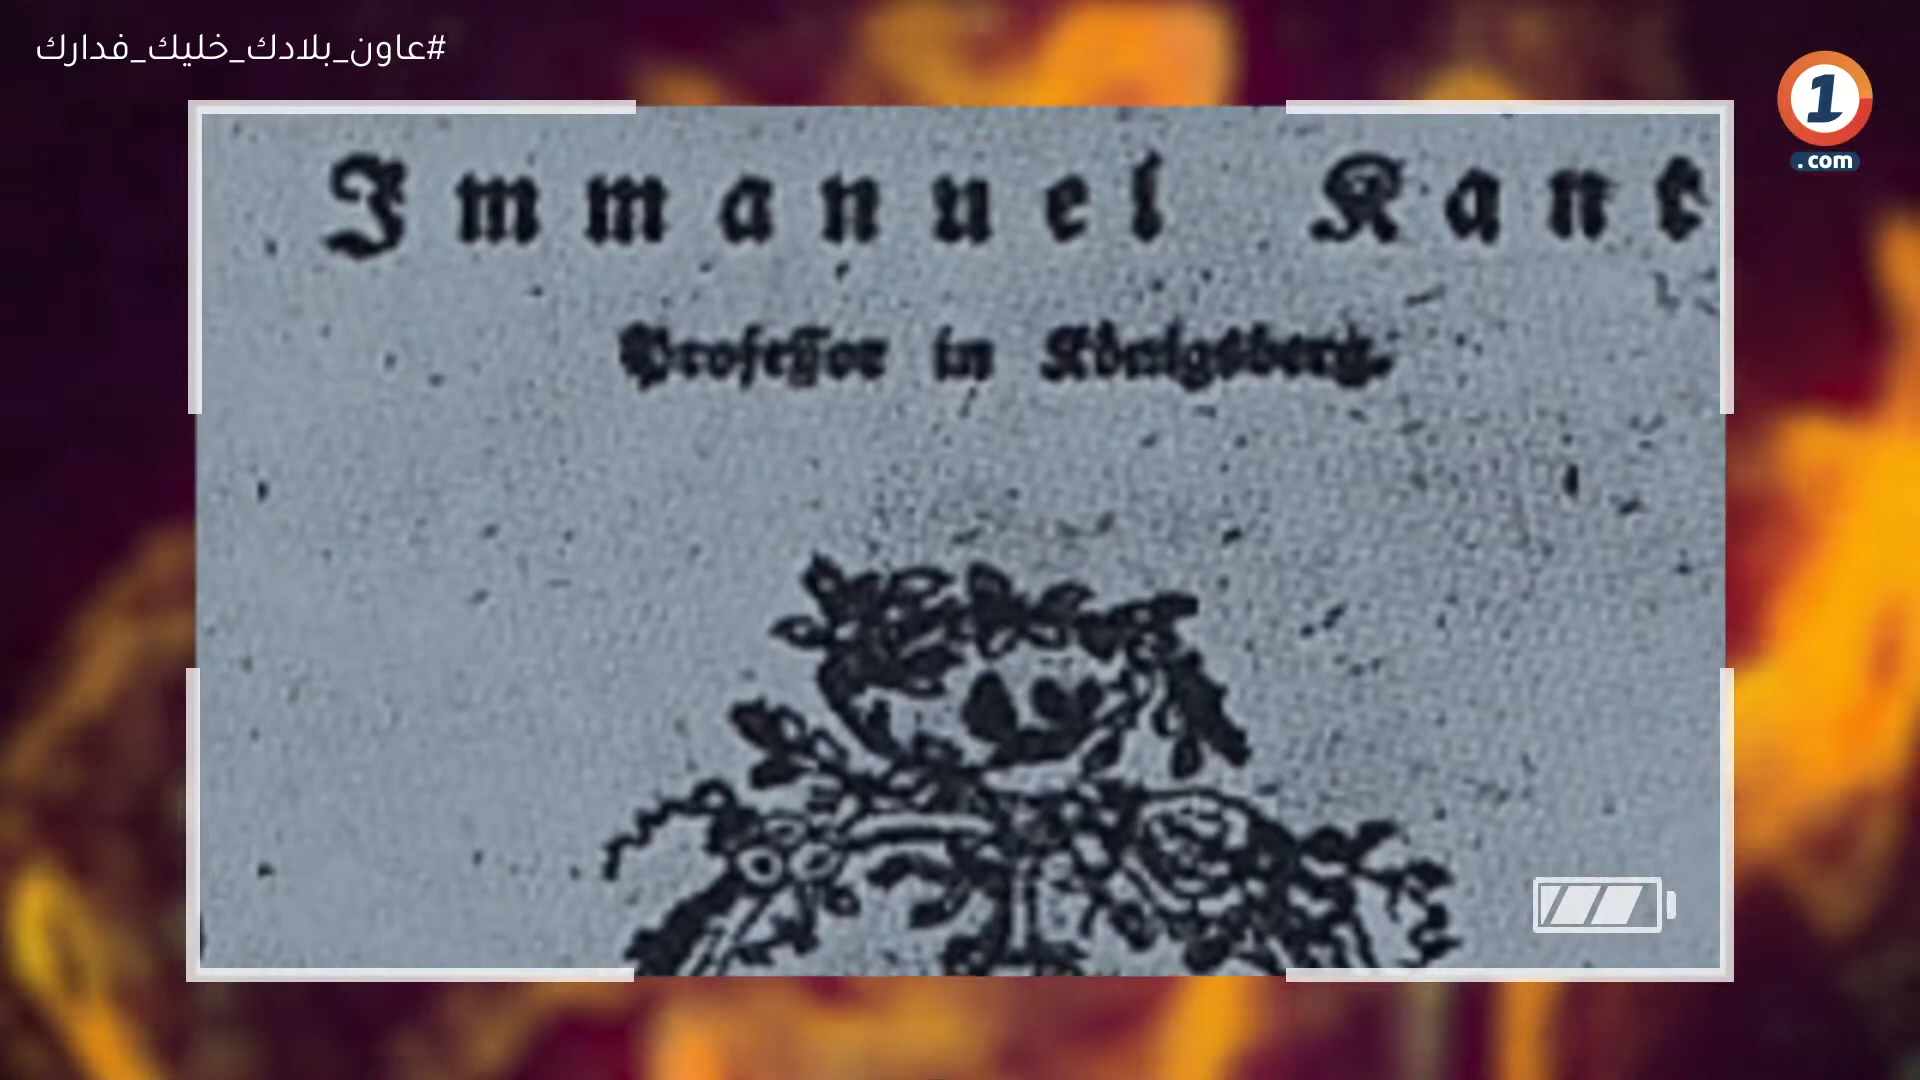 #عاون_بلادك_خليك_فدارك
1
.com
Immanuel Kant
Professor in Königsberg.